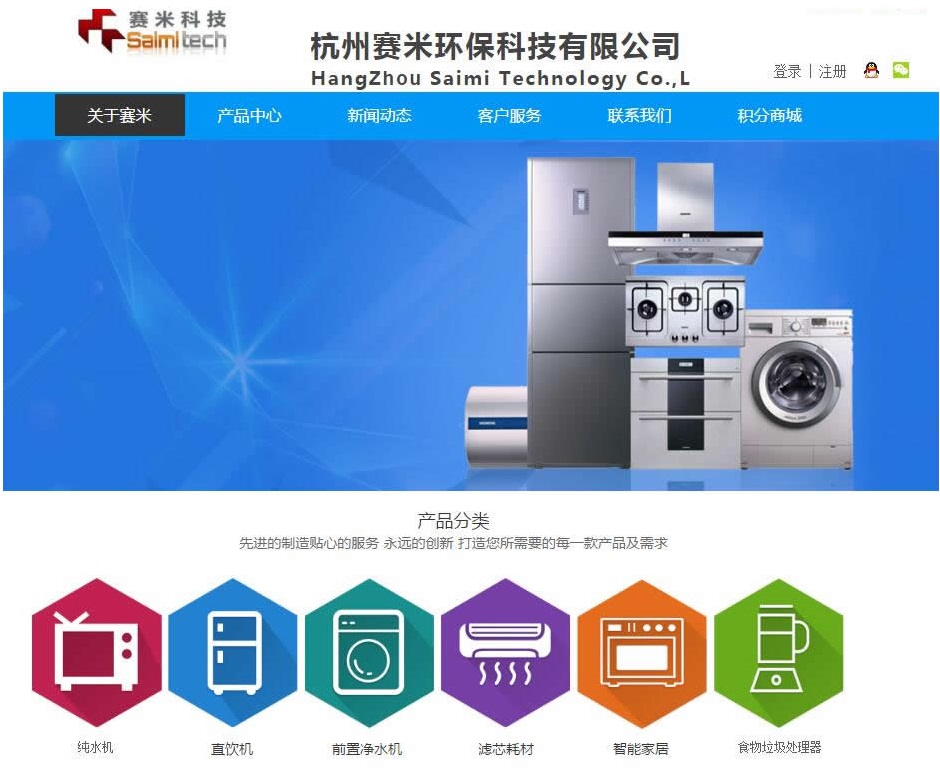 赛米科技
Saimitech
杭州赛米环保科技有限公司
HangZhou Saimi Technology Co.,L
登录 | 注册
关于赛米 产品中心 新闻动态 客户服务 联系我们 积分商城
产品分类
先进的制造贴心的服务 永远的创新 打造您所需要的每一款产品及需求
纯水机 直饮机 前置净水机 滤芯耗材 智能家居 食物垃圾处理器